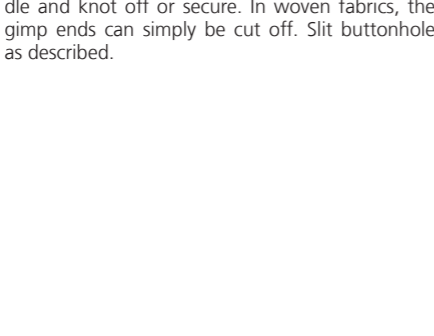 dle and knot off or secure. In woven fabrics, the
gimp ends can simply be cut off. Slit buttonhole
as described.